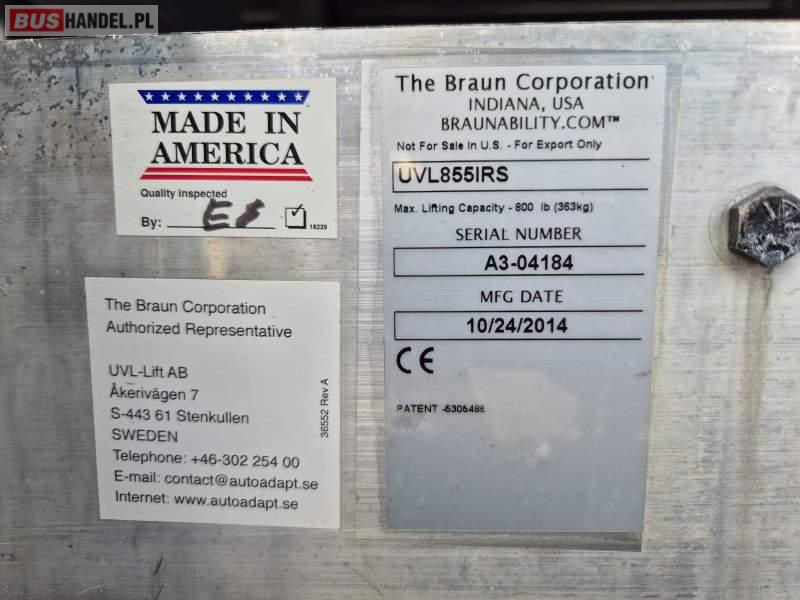 BUSHANDEL.PL
MADE IN
AMERICA
Quality inspected
By:
18229
The Braun Corporation
Authorized Representative
UVL-Lift AB
Åkerivägen 7
S-443 61 Stenkullen
SWEDEN
Telephone: +46-302 254 00
E-mail: contact@autoadapt.se
Internet: www.autoadapt.se
36552 Rev A
The Braun Corporation
INDIANA, USA
BRAUNABILITY.COM™
Not For Sale In U.S. - For Export Only
UVL855IRS
Max. Lifting Capacity - 800 lb (363kg)
SERIAL NUMBER
A3-04184
MFG DATE
10/24/2014
CE
PATENT -5305486